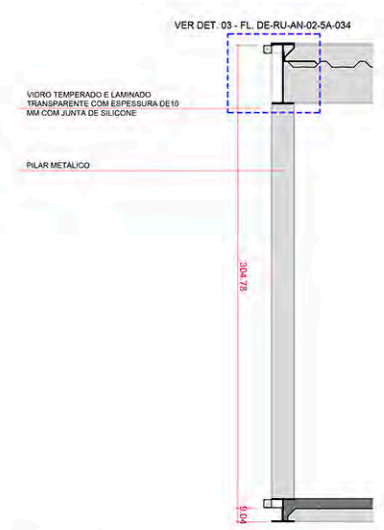 VER DET. 03 - FL. DE-RU-AN-02-5A-034
VIDRO TEMPERADO E LAMINADO
TRANSPARENTE COM ESPESSURA DE10
MM COM JUNTA DE SILICONE
PILAR METÁLICO
304.78
9.04